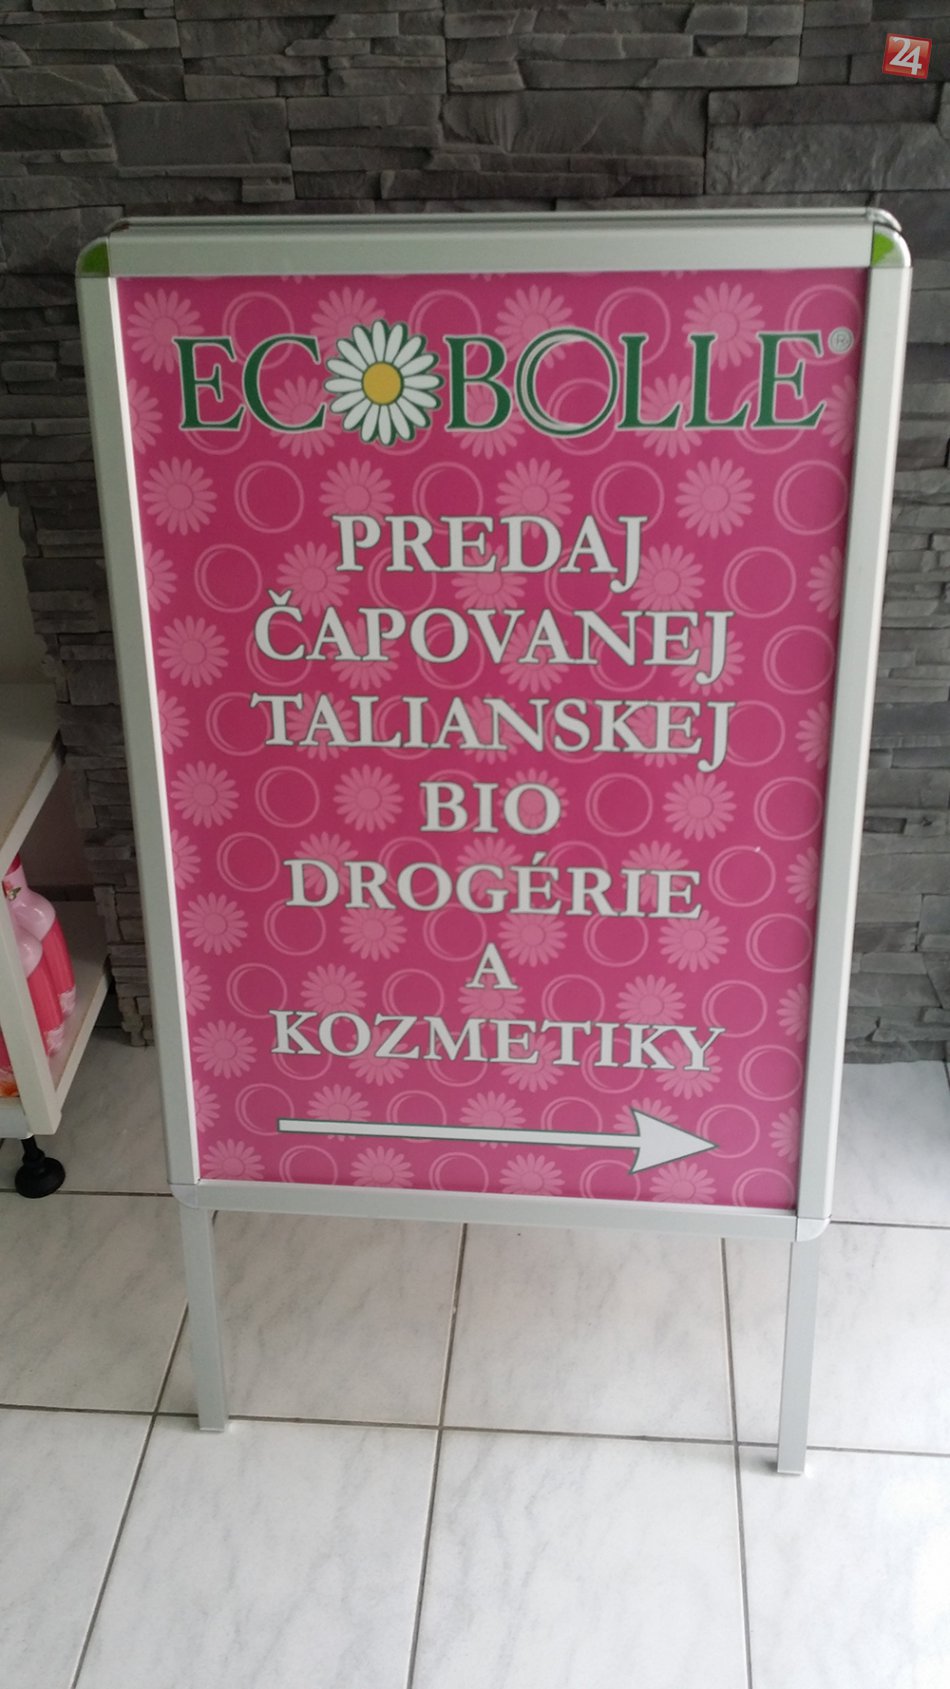 24
ECOBOLLE®
PREDAJ
ČAPOVANEJ
TALIANSKEJ
BIO
DROGÉRIE
A
KOZMETIKY